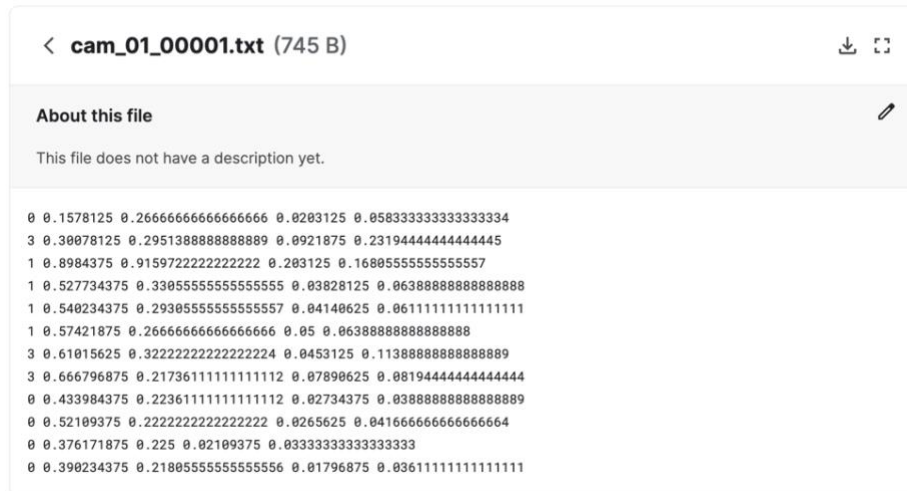 cam_01_00001.txt (745 B)
About this file
This file does not have a description yet.
0 0.1578125 0.26666666666666666 0.0203125 0.058333333333333334
3 0.30078125 0.2951388888888889 0.0921875 0.23194444444444445
1 0.8984375 0.9159722222222222 0.203125 0.16805555555555557
1 0.527734375 0.33055555555555555 0.03828125 0.06388888888888888
1 0.540234375 0.29305555555555557 0.04140625 0.06111111111111111
1 0.57421875 0.26666666666666666 0.05 0.06388888888888888
3 0.61015625 0.32222222222222224 0.0453125 0.11388888888888889
3 0.666796875 0.21736111111111112 0.07890625 0.08194444444444444
0 0.433984375 0.22361111111111112 0.02734375 0.03888888888888889
0 0.52109375 0.2222222222222222 0.0265625 0.041666666666666664
0 0.376171875 0.225 0.02109375 0.03333333333333333
0 0.390234375 0.21805555555555556 0.01796875 0.03611111111111111